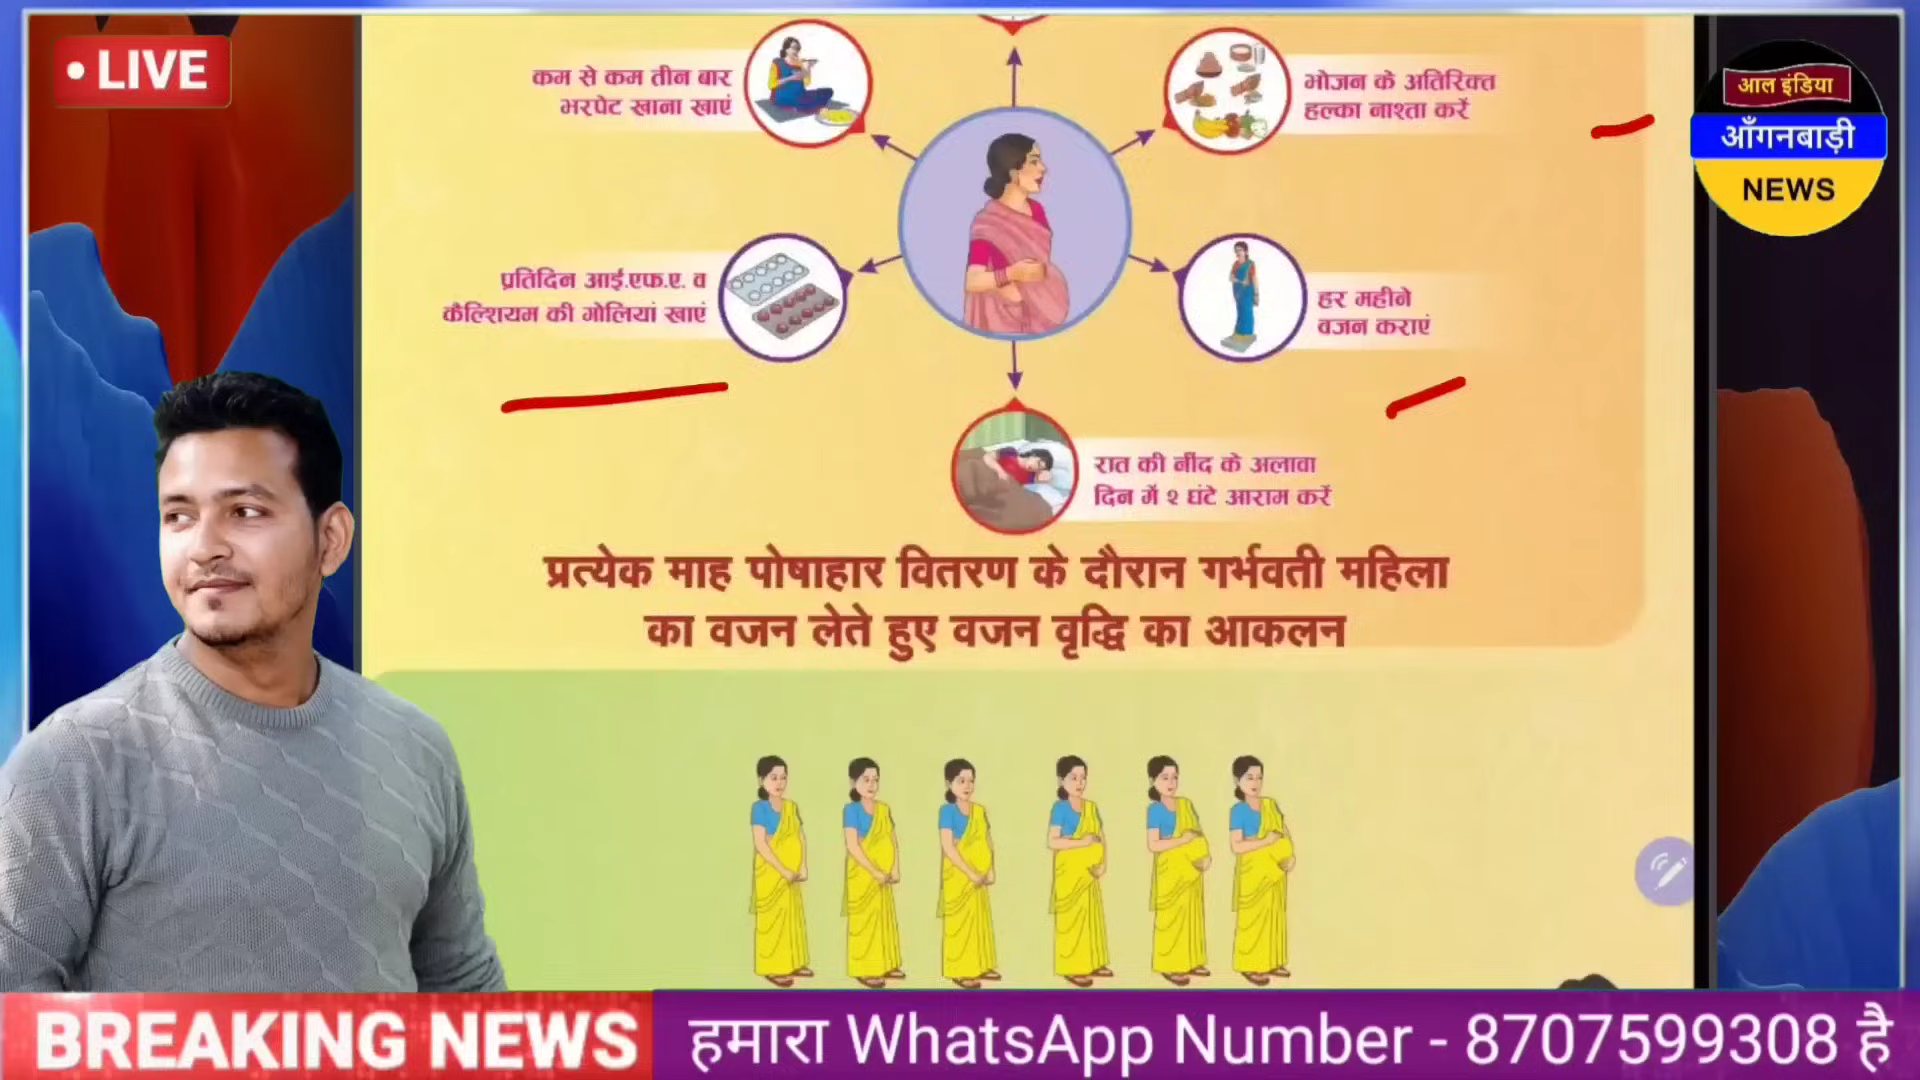 • LIVE
कम से कम तीन बार
भरपेट खाना खाएं
भोजन के अतिरिक्त
हल्का नाश्ता करें
आल इंडिया
आँगनबाड़ी
NEWS
प्रतिदिन आई.एफ.ए. व
कैल्शियम की गोलियां खाएं
हर महीने
वजन कराएं
रात की नींद के अलावा
दिन में २ घंटे आराम करें
प्रत्येक माह पोषाहार वितरण के दौरान गर्भवती महिला
का वजन लेते हुए वजन वृद्धि का आकलन
BREAKING NEWS
हमारा WhatsApp Number - 8707599308 है